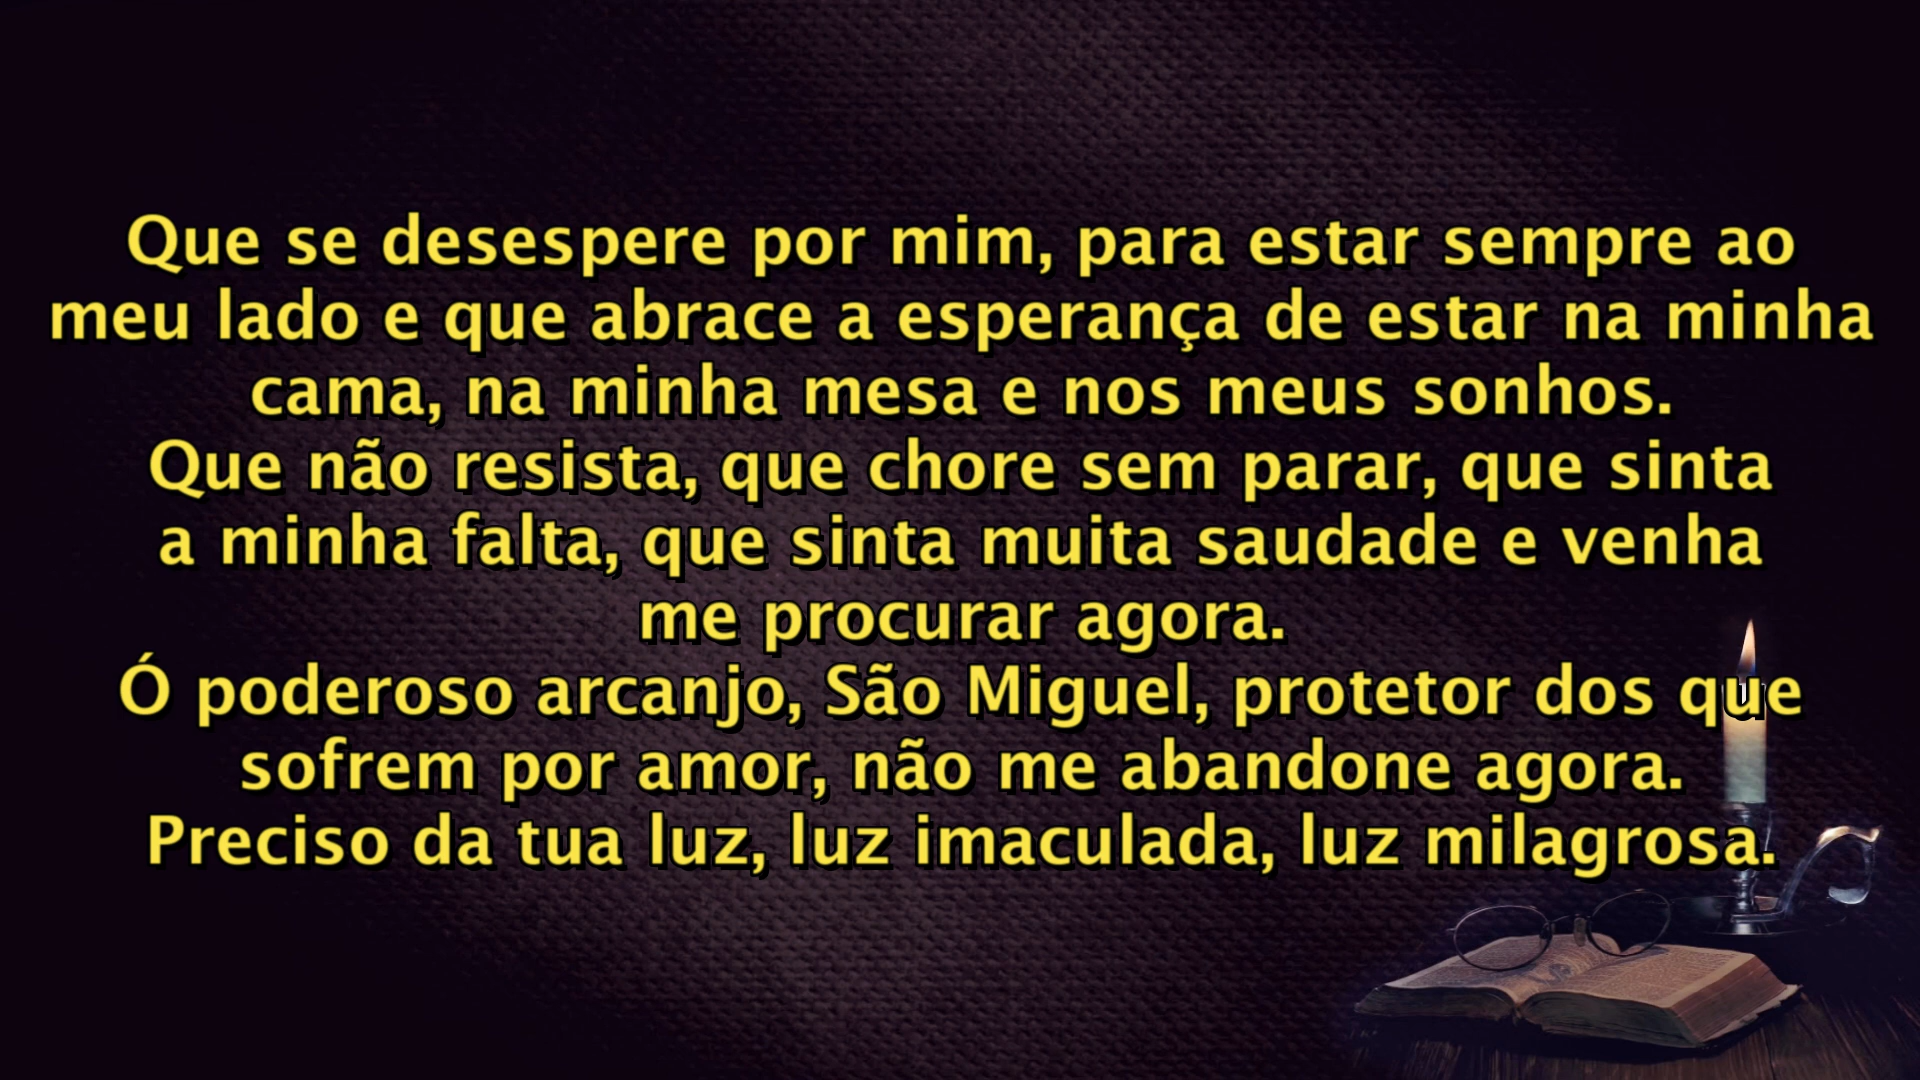 Que se desespere por mim, para estar sempre ao
meu lado e que abrace a esperança de estar na minha
cama, na minha mesa e nos meus sonhos.
Que não resista, que chore sem parar, que sinta
a minha falta, que sinta muita saudade e venha
me procurar agora.
Ó poderoso arcanjo, São Miguel, protetor dos que
sofrem por amor, não me abandone agora.
Preciso da tua luz, luz imaculada, luz milagrosa.